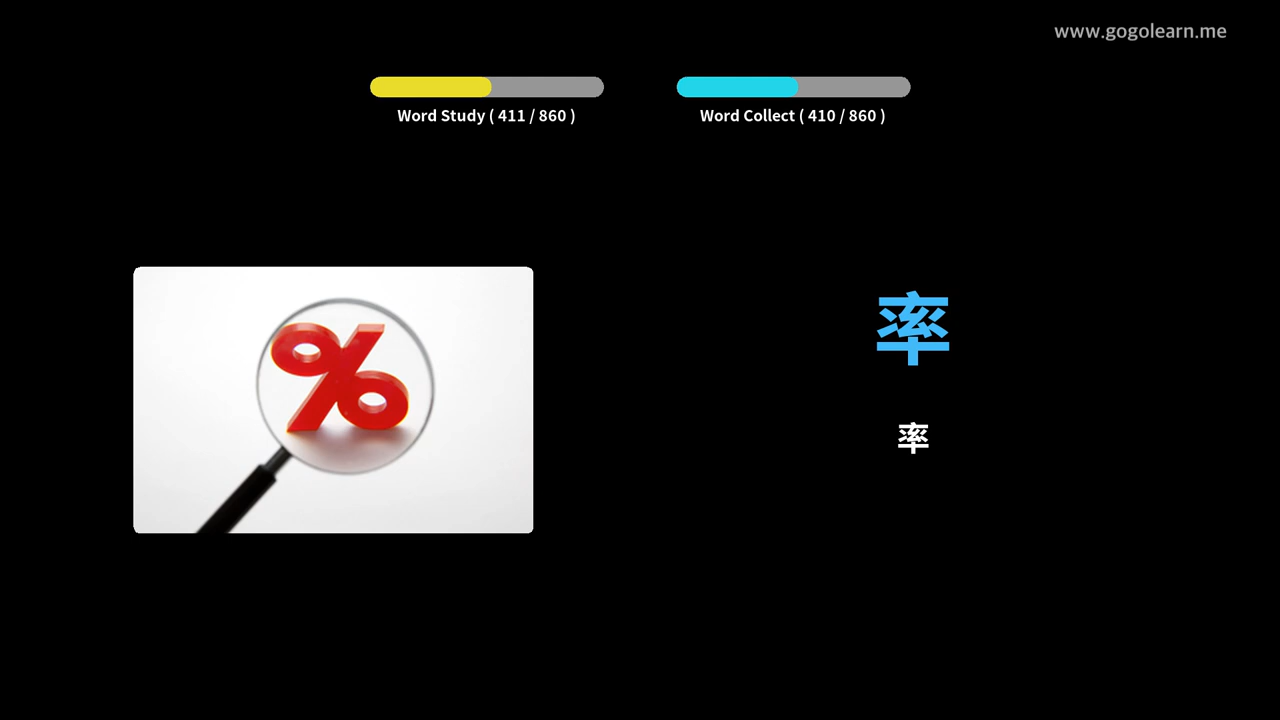 www.gogolearn.me
Word Study ( 411 / 860 )
Word Collect ( 410 / 860 )
%
率
率